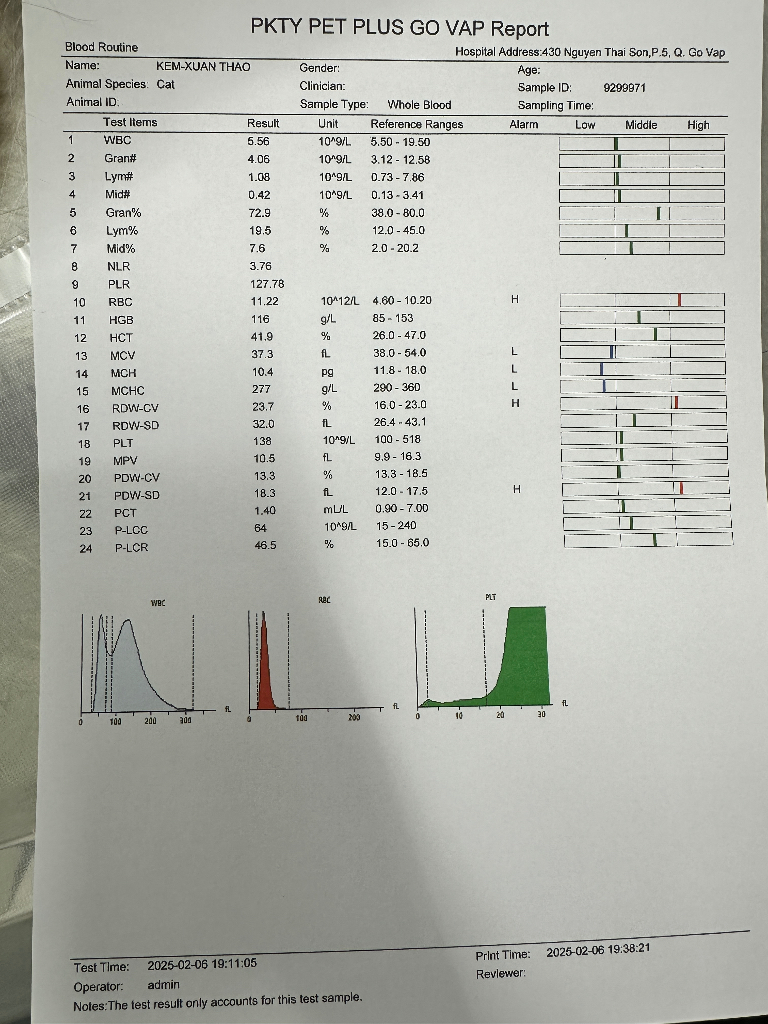 PKTY PET PLUS GO VAP Report
Blood Routine Hospital Address:430 Nguyen Thai Son,P.5, Q. Go Vap
Name: KEM-XUAN THAO Gender: Age:
Animal Species: Cat Clinician: Sample ID: 9299971
Animal ID: Sample Type: Whole Blood Sampling Time:
Test Items Result Unit Reference Ranges Alarm Low Middle High
1 WBC 5.56 10^9/L 5.50 - 19.50
2 Gran# 4.06 10^9/L 3.12 - 12.58
3 Lym# 1.08 10^9/L 0.73 - 7.86
4 Mid# 0.42 10^9/L 0.13 - 3.41
5 Gran% 72.9 % 38.0 - 80.0
6 Lym% 19.5 % 12.0 - 45.0
7 Mid% 7.6 % 2.0 - 20.2
8 NLR 3.76
9 PLR 127.78
10 RBC 11.22 10^12/L 4.60 - 10.20 H
11 HGB 116 g/L 85 - 153
12 HCT 41.9 % 26.0 - 47.0
13 MCV 37.3 fL 38.0 - 54.0 L
14 MCH 10.4 pg 11.8 - 18.0 L
15 MCHC 277 g/L 290 - 360 L
16 RDW-CV 23.7 % 16.0 - 23.0 H
17 RDW-SD 32.0 fL 26.4 - 43.1
18 PLT 138 10^9/L 100 - 518
19 MPV 10.5 fL 9.9 - 16.3
20 PDW-CV 13.3 % 13.3 - 18.5
21 PDW-SD 18.3 fL 12.0 - 17.5 H
22 PCT 1.40 mL/L 0.90 - 7.00
23 P-LCC 64 10^9/L 15 - 240
24 P-LCR 46.5 % 15.0 - 65.0
WBC RBC PLT
fL fL fL
0 100 200 300 0 100 200 0 10 20 30
Test Time: 2025-02-06 19:11:05 Print Time: 2025-02-06 19:38:21
Operator: admin Reviewer:
Notes:The test result only accounts for this test sample.